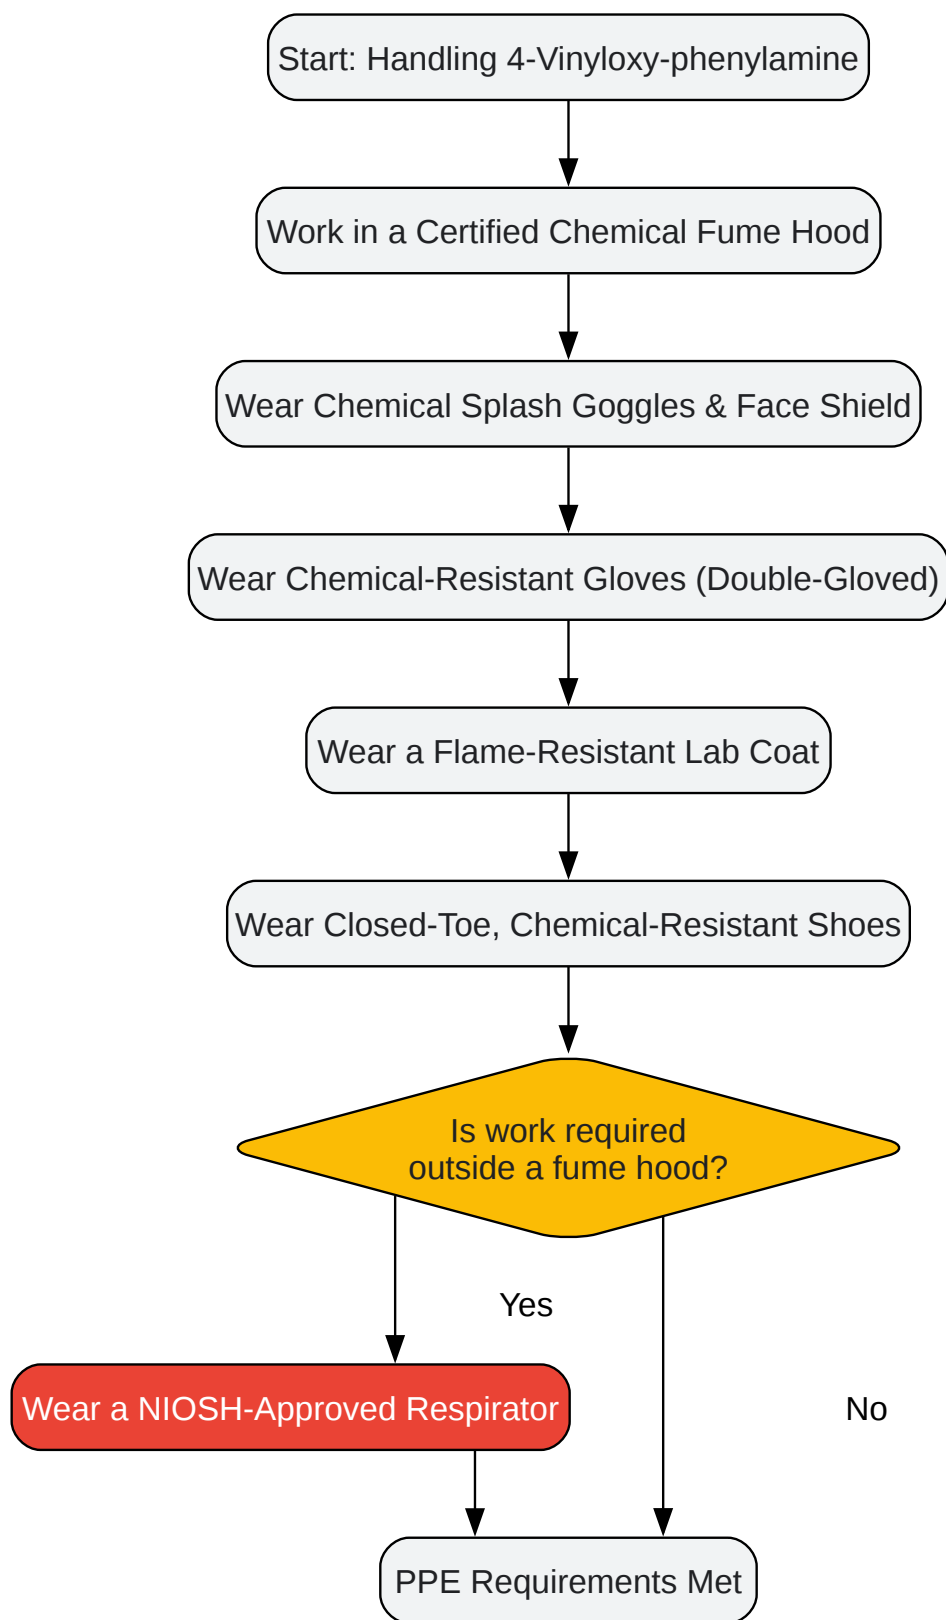 Start: Handling 4-Vinyloxy-phenylamine
Work in a Certified Chemical Fume Hood
Wear Chemical Splash Goggles & Face Shield
Wear Chemical-Resistant Gloves (Double-Gloved)
Wear a Flame-Resistant Lab Coat
Wear Closed-Toe, Chemical-Resistant Shoes
Is work required
outside a fume hood?
Yes
Wear a NIOSH-Approved Respirator
No
PPE Requirements Met